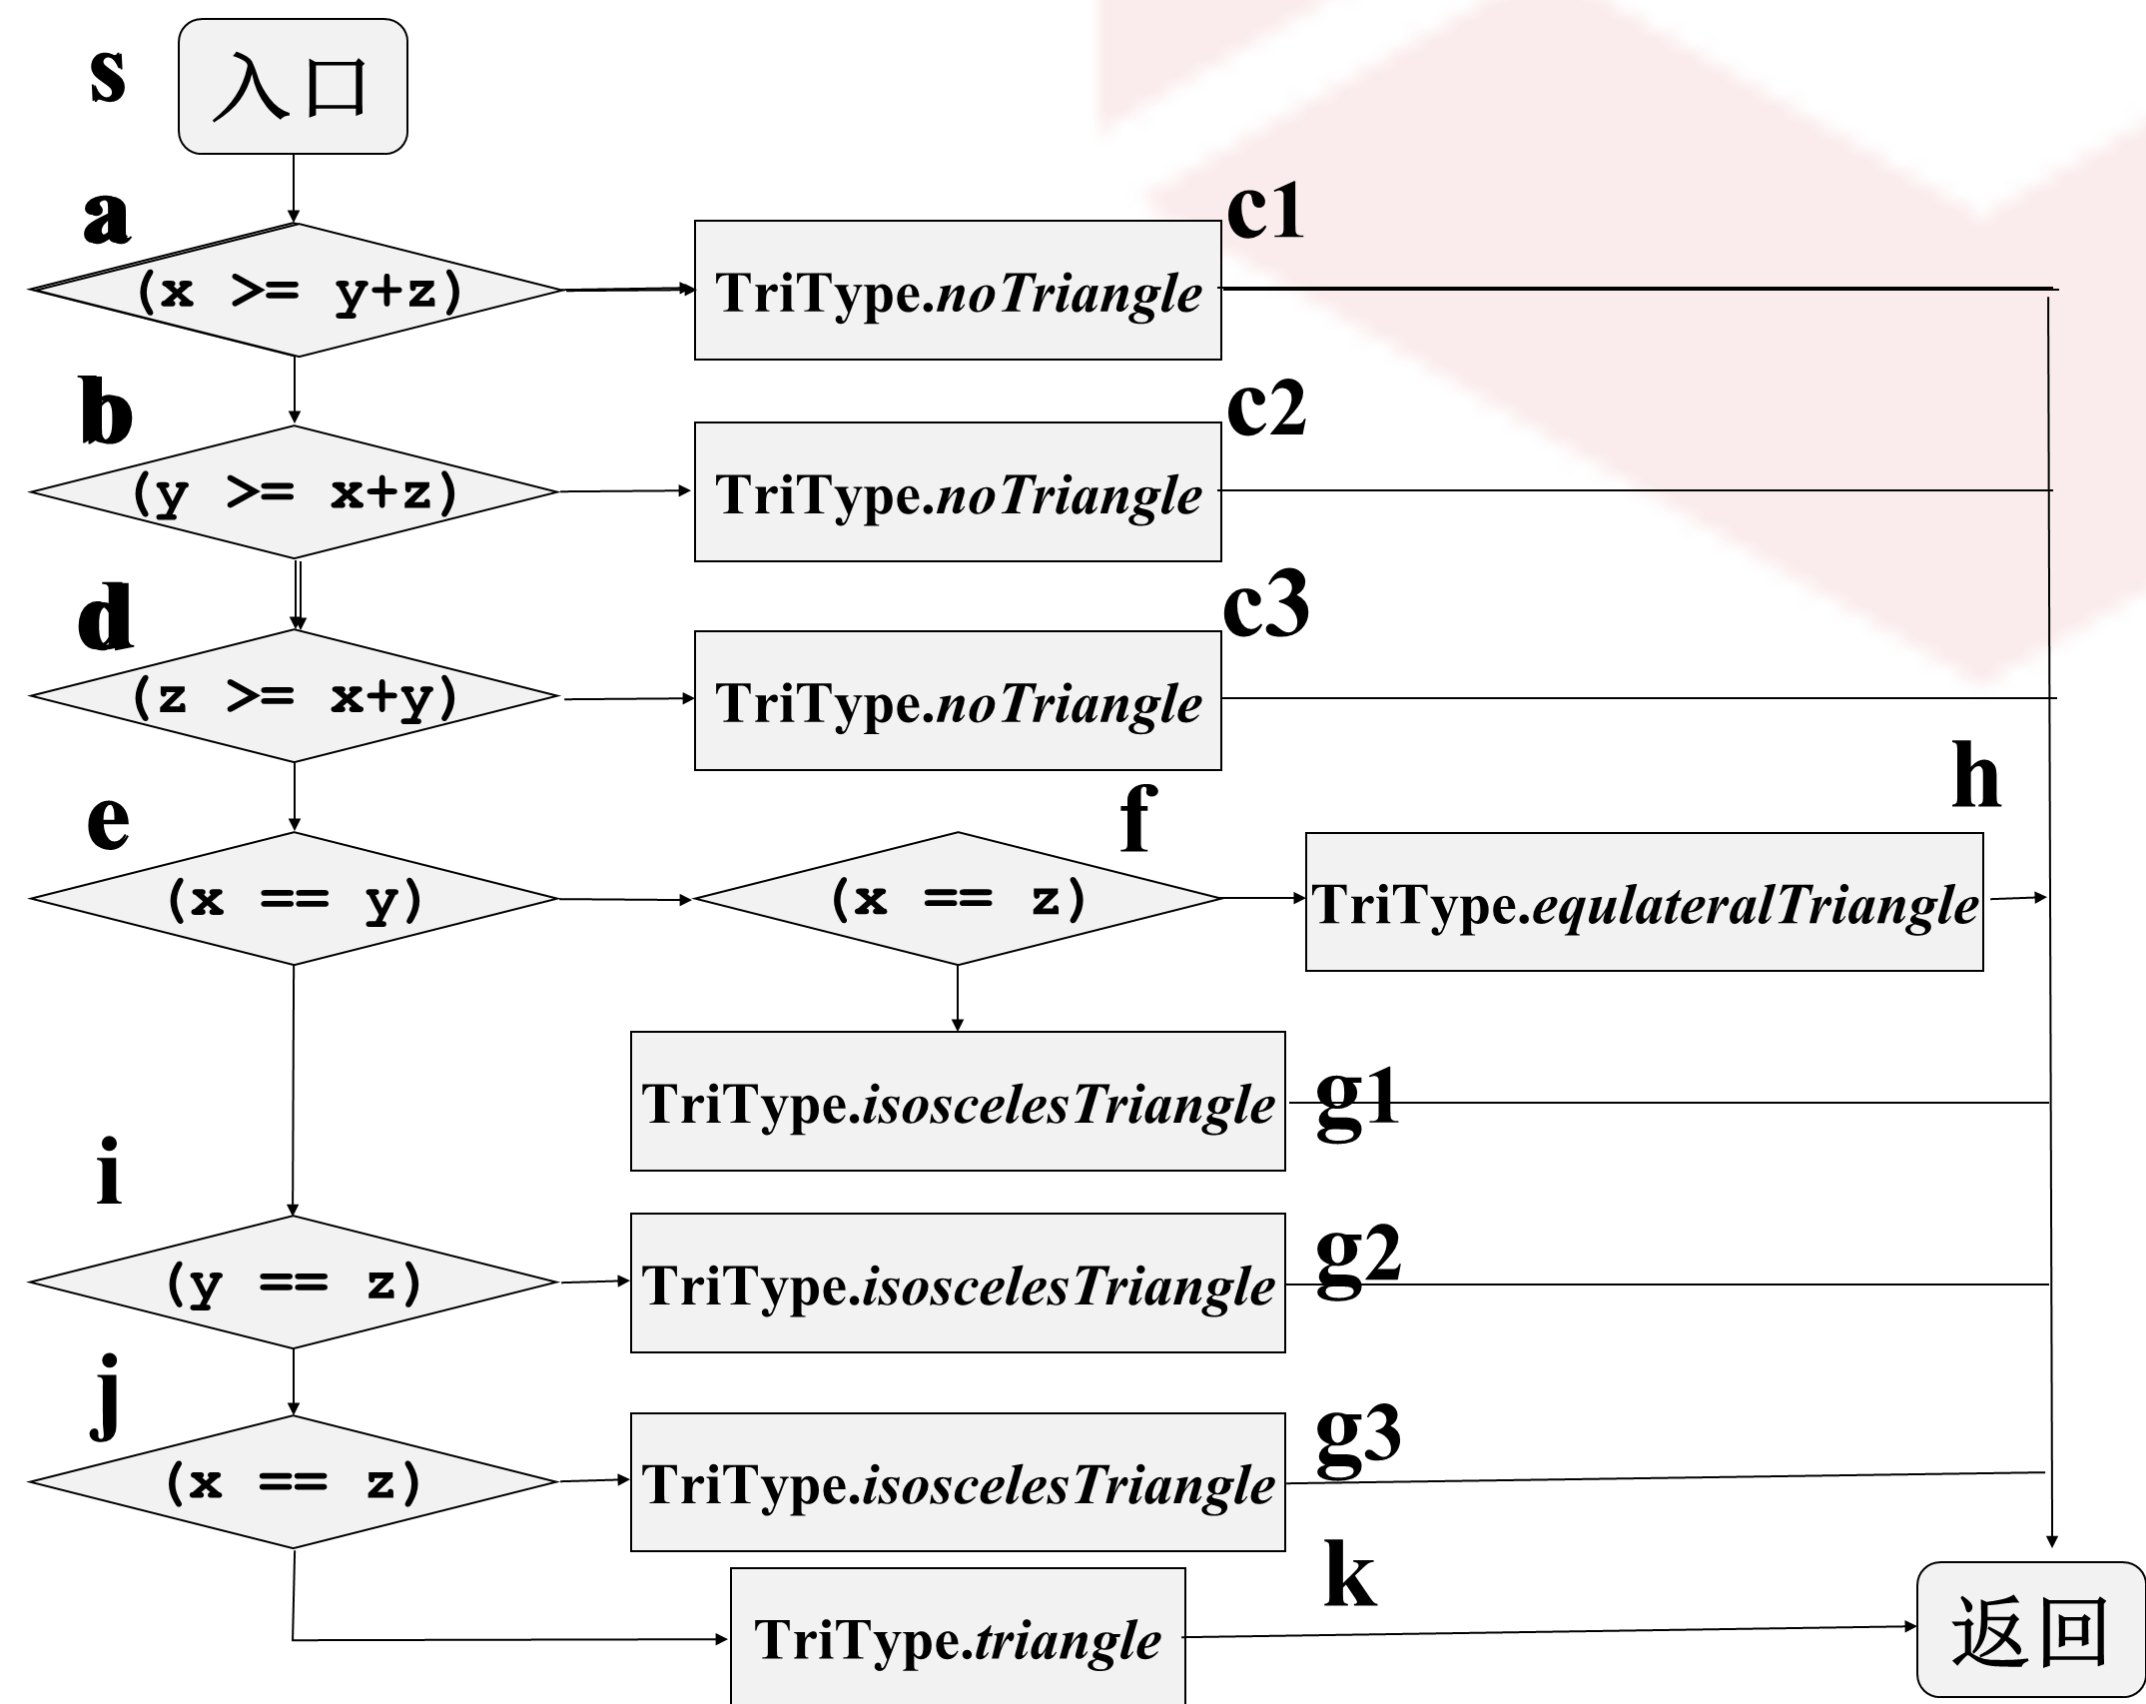 s
入口
a
(x >= y+z)
TriType.noTriangle
c1
b
(y >= x+z)
TriType.noTriangle
c2
d
(z >= x+y)
TriType.noTriangle
c3
e
(x == y)
f
(x == z)
h
TriType.equlateralTriangle
TriType.isoscelesTriangle
g1
i
(y == z)
TriType.isoscelesTriangle
g2
j
(x == z)
TriType.isoscelesTriangle
g3
TriType.triangle
k
返回